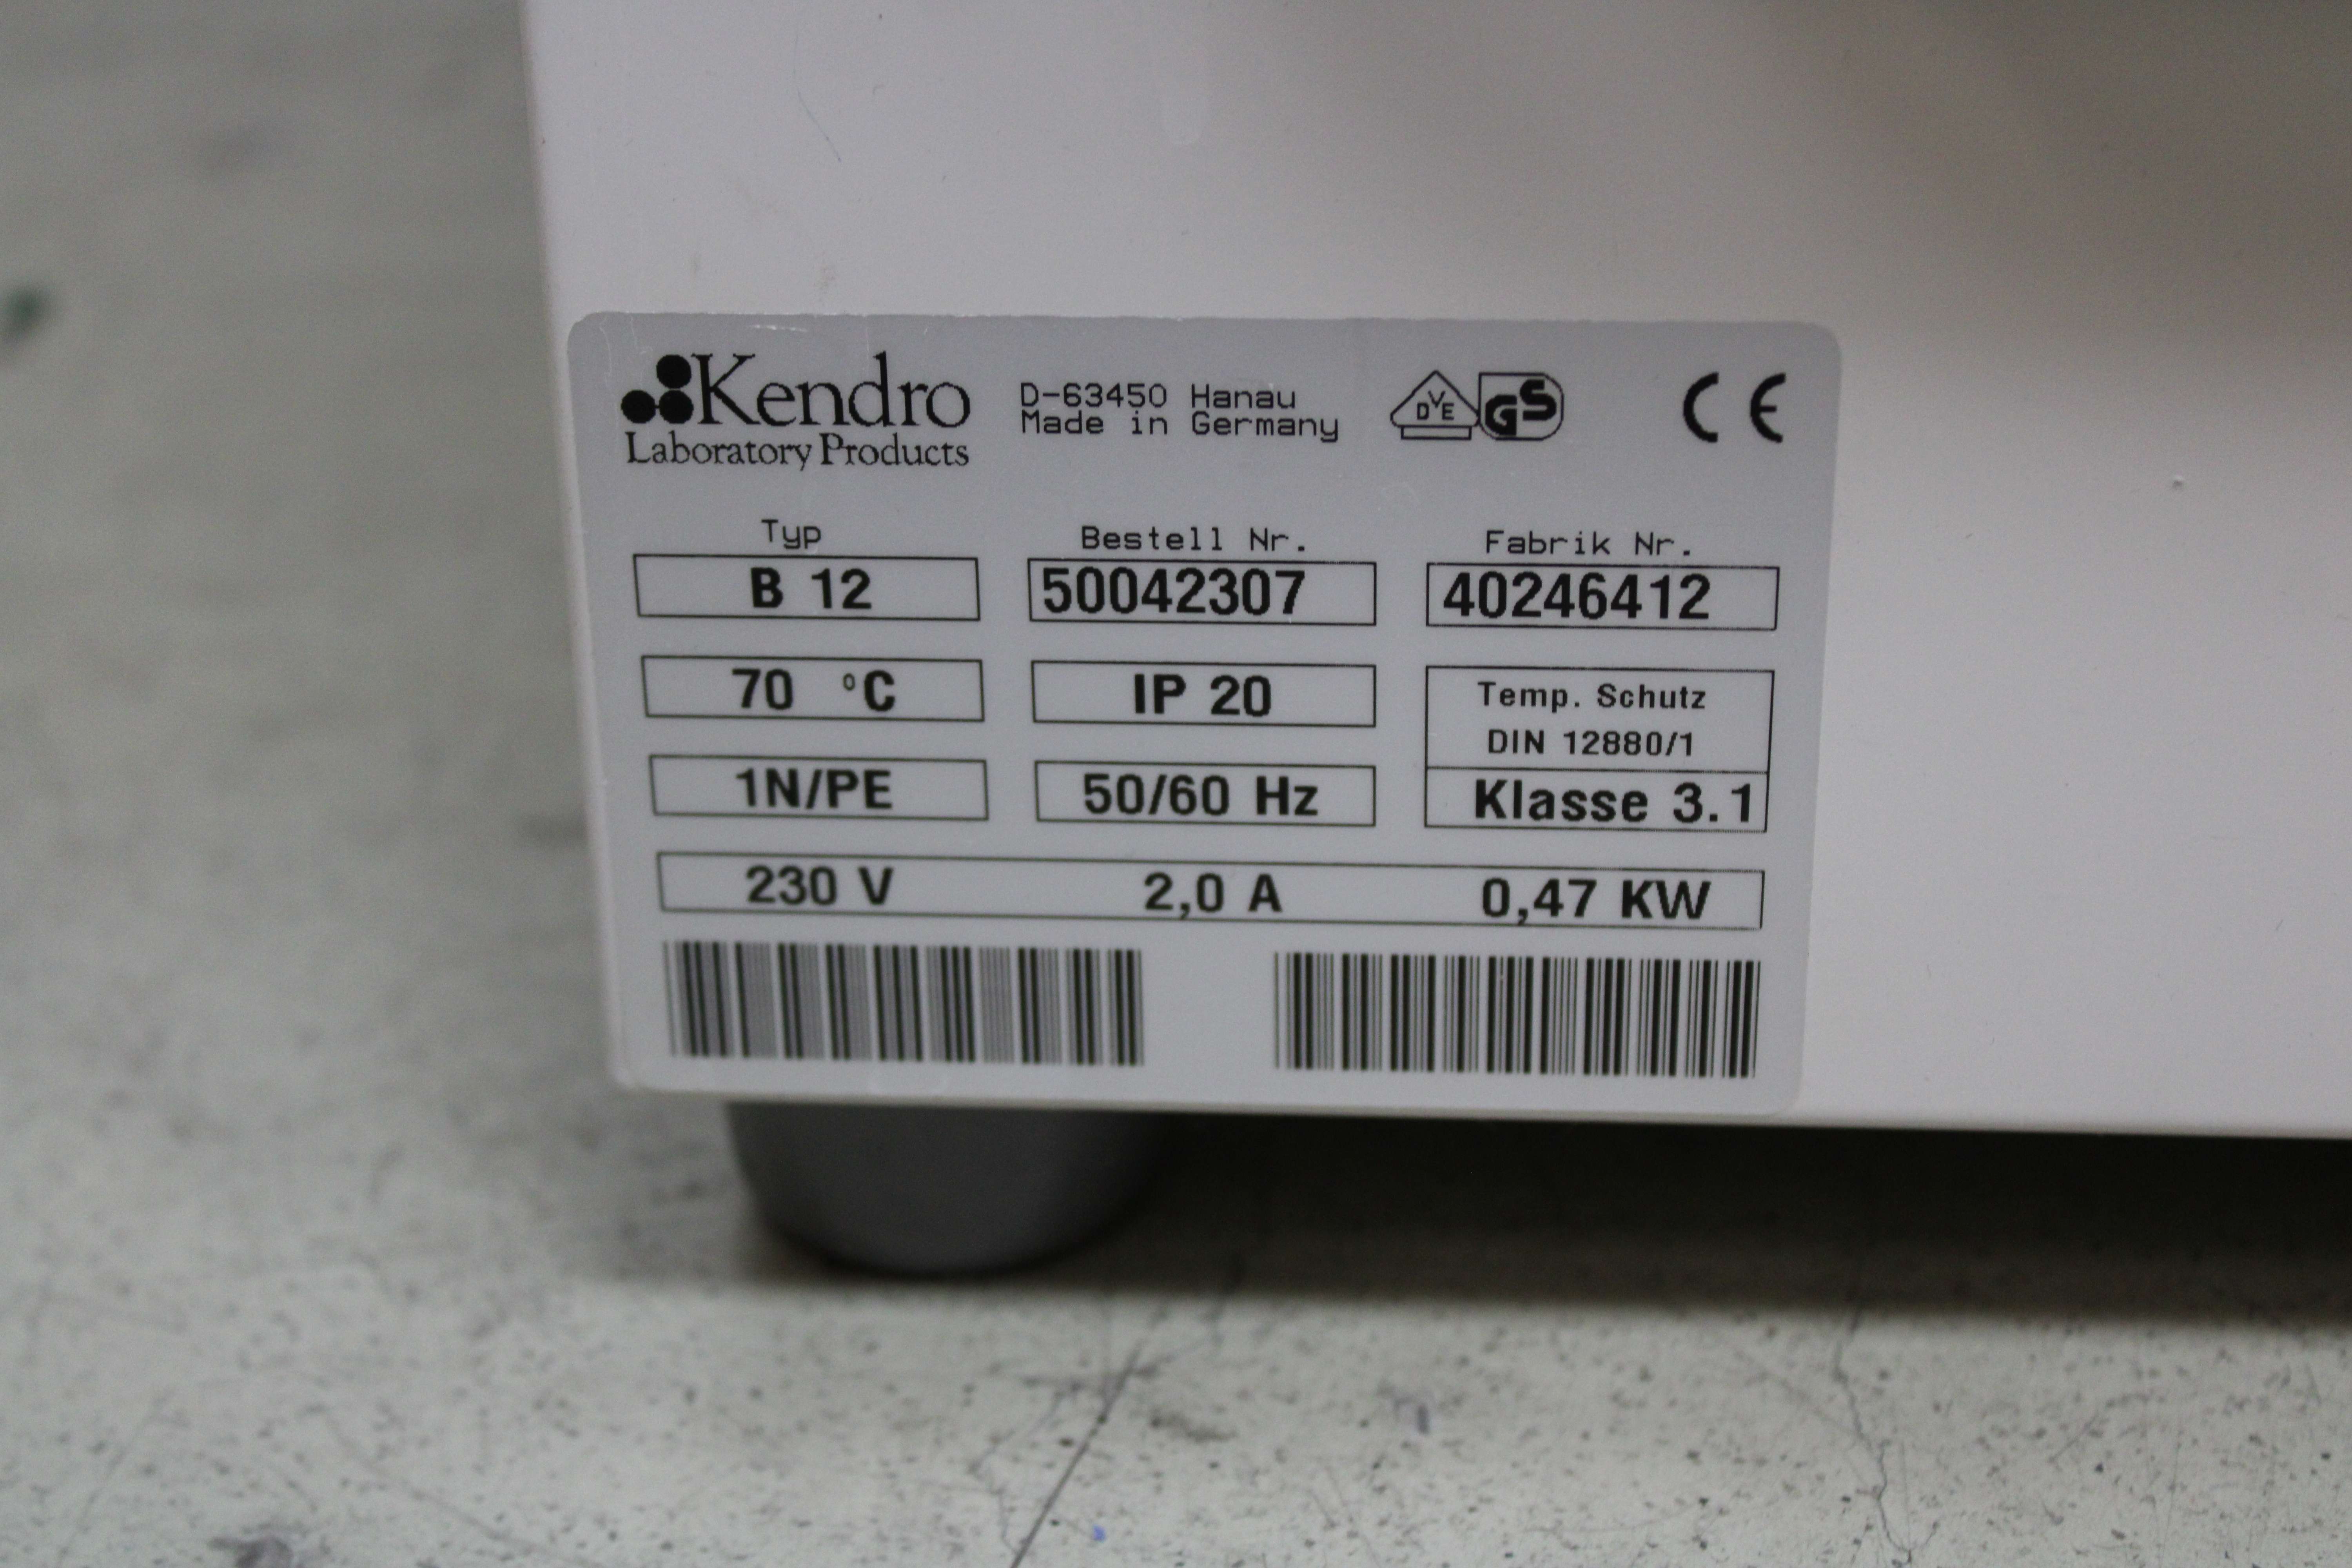 Kendro
Laboratory Products
D-63450 Hanau
Made in Germany
DVE
GS
CE
Typ
Bestell Nr.
Fabrik Nr.
B 12
50042307
40246412
70 °C
IP 20
Temp. Schutz
DIN 12880/1
1N/PE
50/60 Hz
Klasse 3.1
230 V
2,0 A
0,47 KW